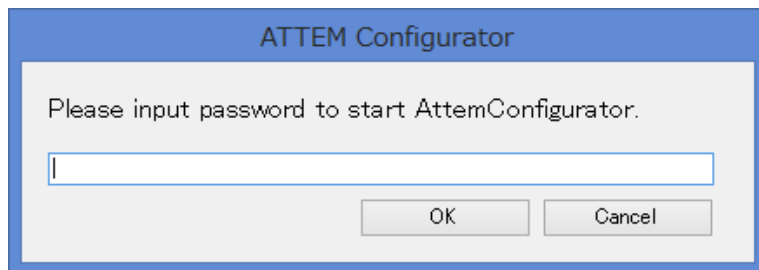 ATTEM Configurator
Please input password to start AttemConfigurator.
OK
Cancel